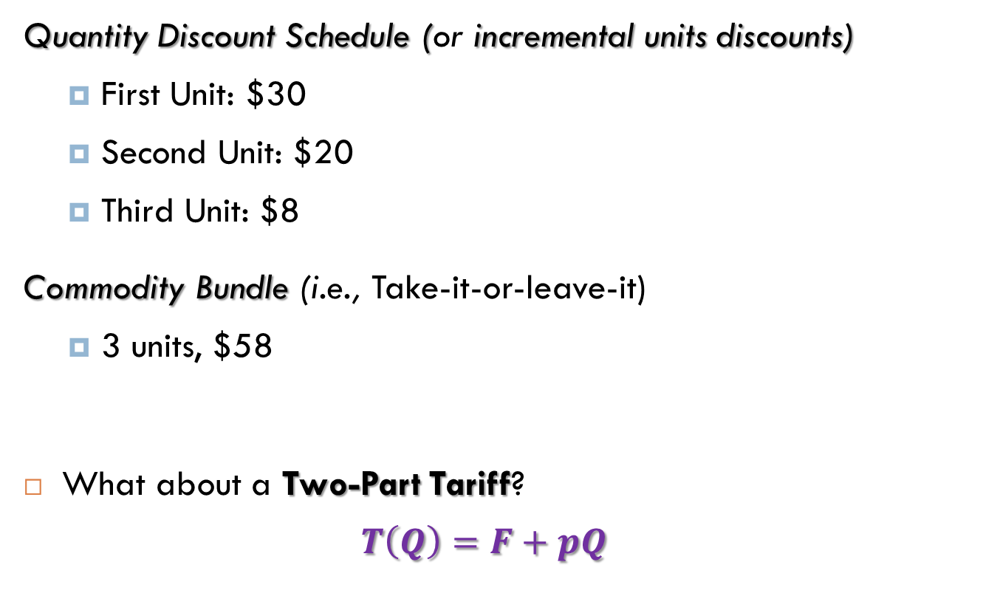 Quantity Discount Schedule (or incremental units discounts)
First Unit: $30
Second Unit: $20
Third Unit: $8
Commodity Bundle (i.e., Take-it-or-leave-it)
3 units, $58
What about a Two-Part Tariff?
T(Q) = F + pQ